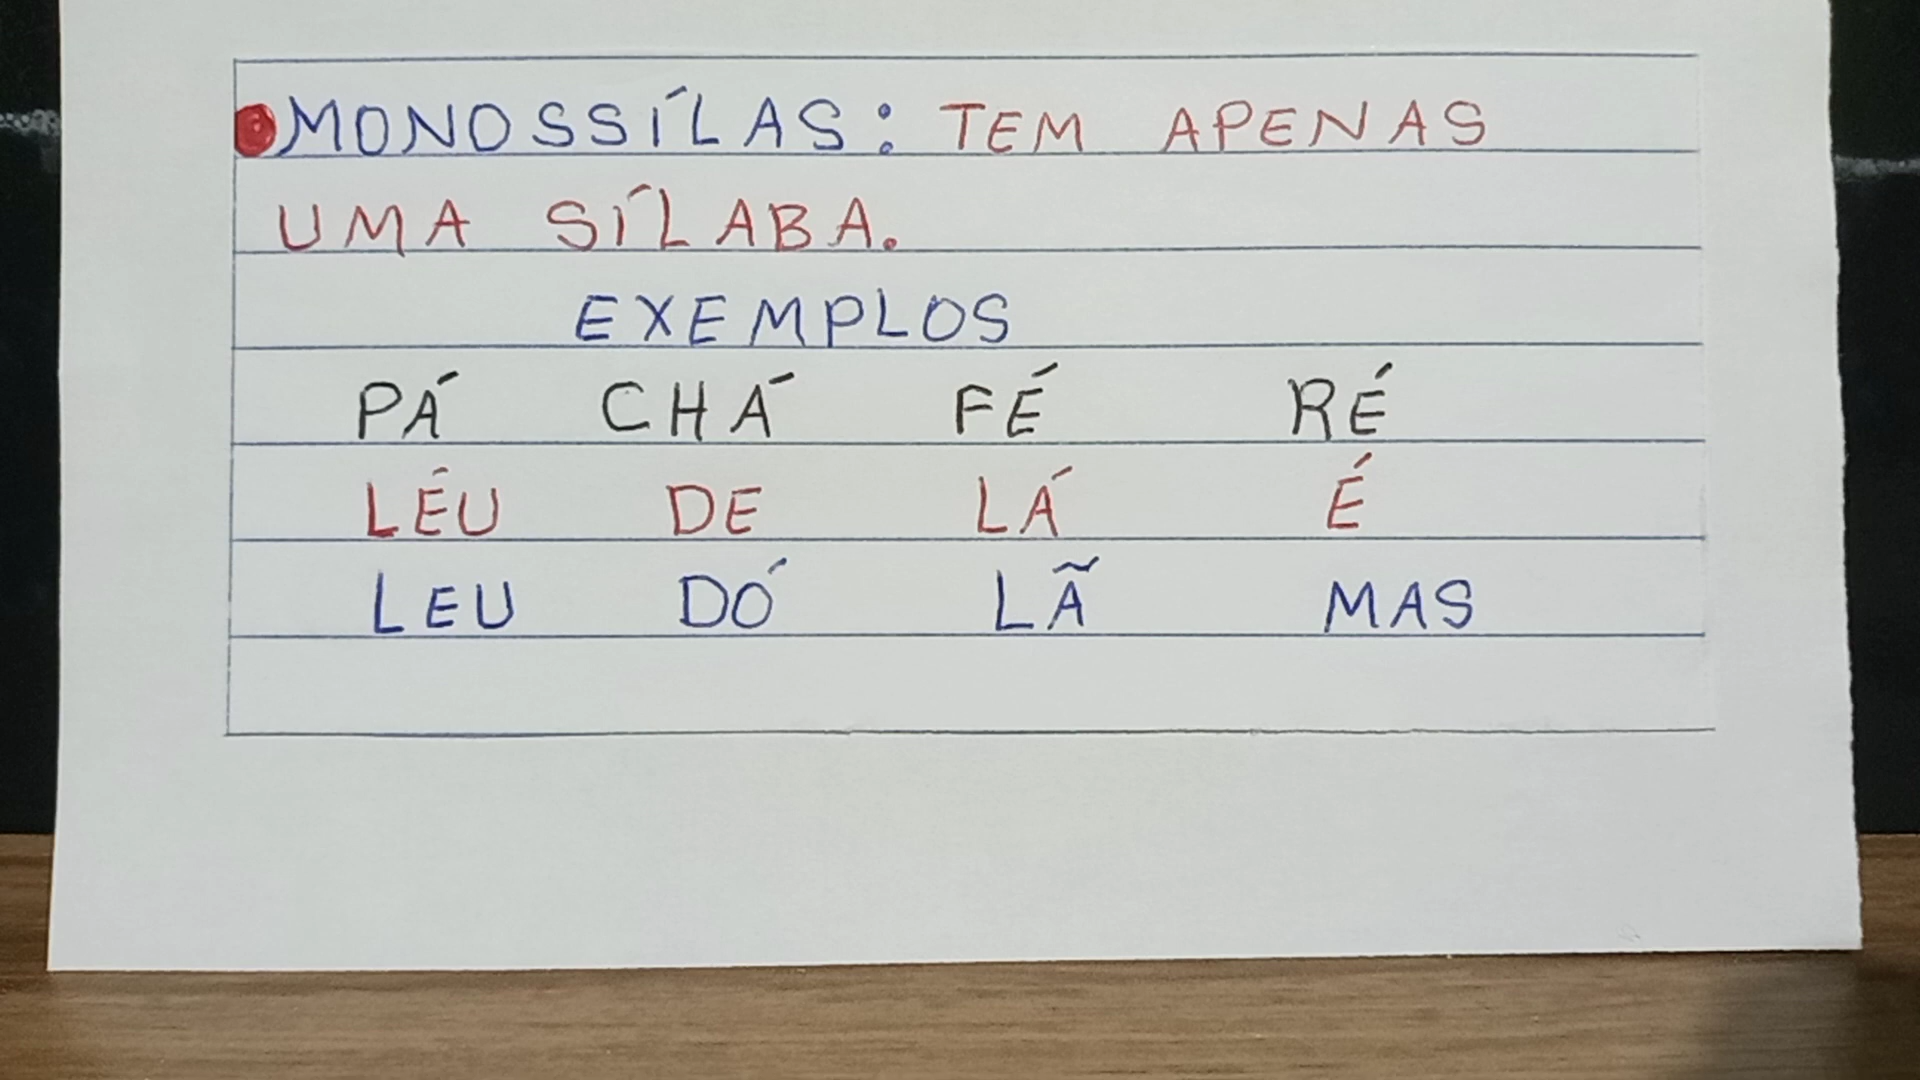 MONOSSÍLAS: TEM APENAS
UMA SÍLABA.
EXEMPLOS
PÁ CHÁ FÉ RÉ
LÉU DE LÁ É
LEU DÓ LÃ MAS